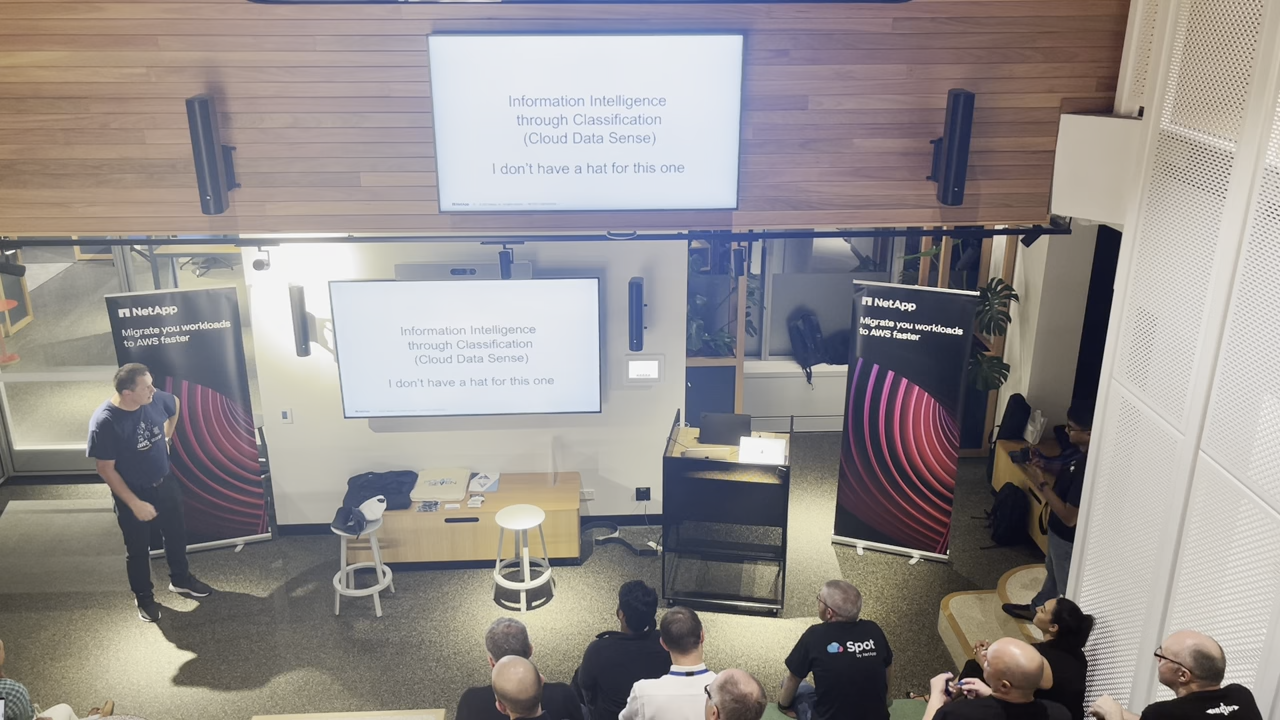 Information Intelligence
through Classification
(Cloud Data Sense)
I don't have a hat for this one
NetApp
Migrate you workloads
to AWS faster
Information Intelligence
through Classification
(Cloud Data Sense)
I don't have a hat for this one
NetApp
Migrate you workloads
to AWS faster
aws
Spot
by NetApp